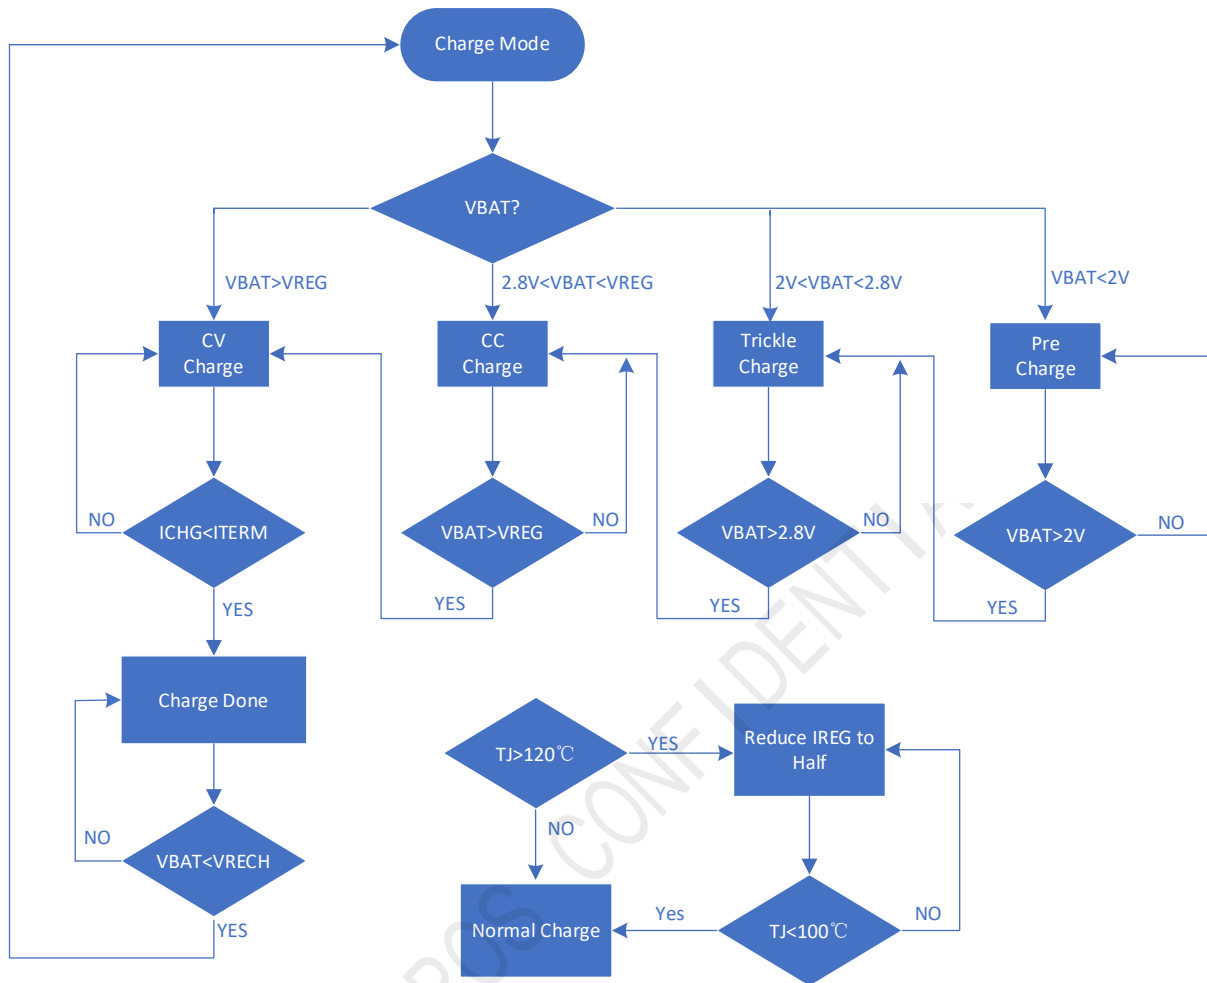 Charge Mode
VBAT?
VBAT>VREG
2.8V<VBAT<VREG
2V<VBAT<2.8V
VBAT<2V
CV
Charge
CC
Charge
Trickle
Charge
Pre
Charge
NO
ICHG<ITERM
VBAT>VREG
NO
VBAT>2.8V
NO
VBAT>2V
NO
YES
YES
YES
YES
Charge Done
NO
VBAT<VRECH
YES
TJ>120℃
YES
Reduce IREG to
Half
NO
Normal Charge
Yes
TJ<100℃
NO
CONFIDENTIA